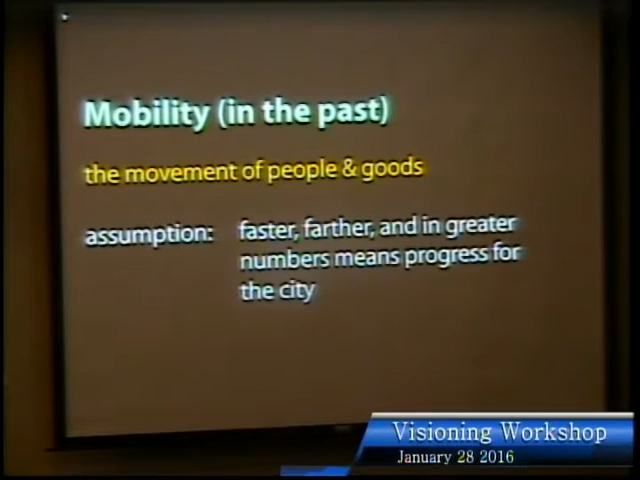 Mobility (in the past)
the movement of people & goods
assumption: faster, farther, and in greater
numbers means progress for
the city
Visioning Workshop
January 28 2016